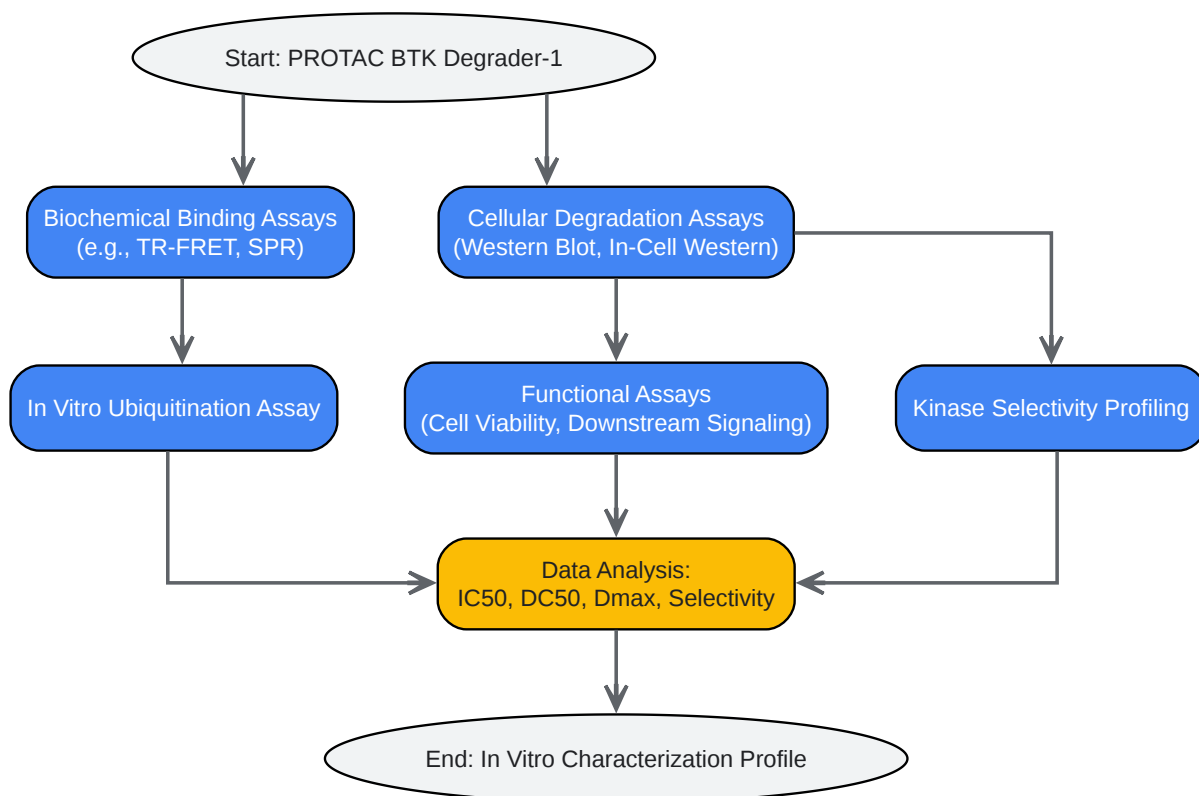 Start: PROTAC BTK Degrader-1
Biochemical Binding Assays
(e.g., TR-FRET, SPR)
Cellular Degradation Assays
(Western Blot, In-Cell Western)
In Vitro Ubiquitination Assay
Functional Assays
(Cell Viability, Downstream Signaling)
Kinase Selectivity Profiling
Data Analysis:
IC50, DC50, Dmax, Selectivity
End: In Vitro Characterization Profile